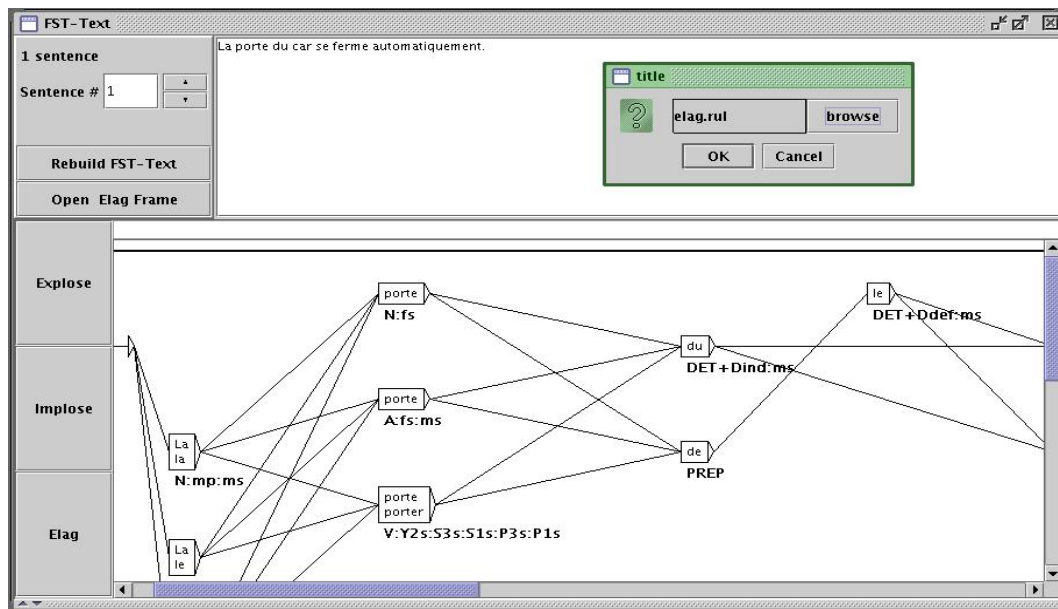 FST-Text
1 sentence
Sentence # 1
Rebuild FST-Text
Open Elag Frame
La porte du car se ferme automatiquement.
title
elag.rul
browse
OK
Cancel
Explose
Implose
Elag
porte
N:fs
le
DET+Ddef:ms
du
DET+Dind:ms
porte
A:fs:ms
La
la
N:mp:ms
de
PREP
porte
porter
V:Y2s:S3s:S1s:P3s:P1s
La
le